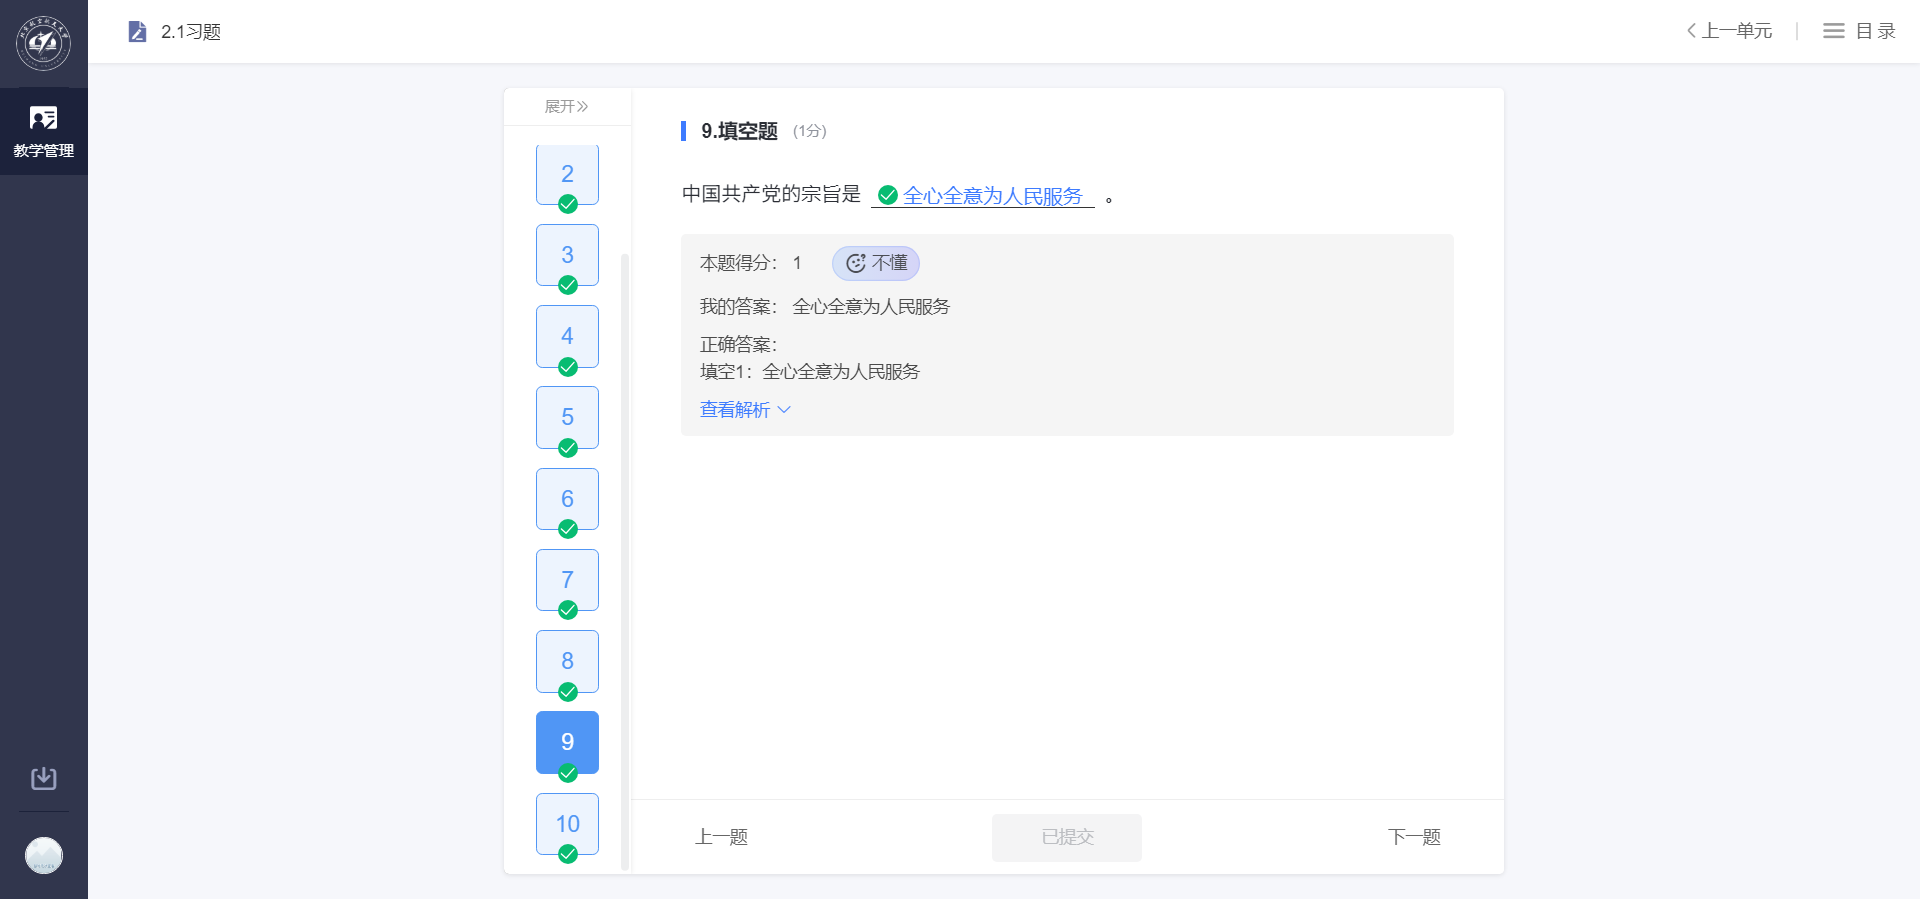 2.1习题
上一单元
目 录
教学管理
展开
2
3
4
5
6
7
8
9
10
9.填空题 (1分)
中国共产党的宗旨是 全心全意为人民服务 。
本题得分： 1 不懂
我的答案： 全心全意为人民服务
正确答案：
填空1：全心全意为人民服务
查看解析
上一题
已提交
下一题